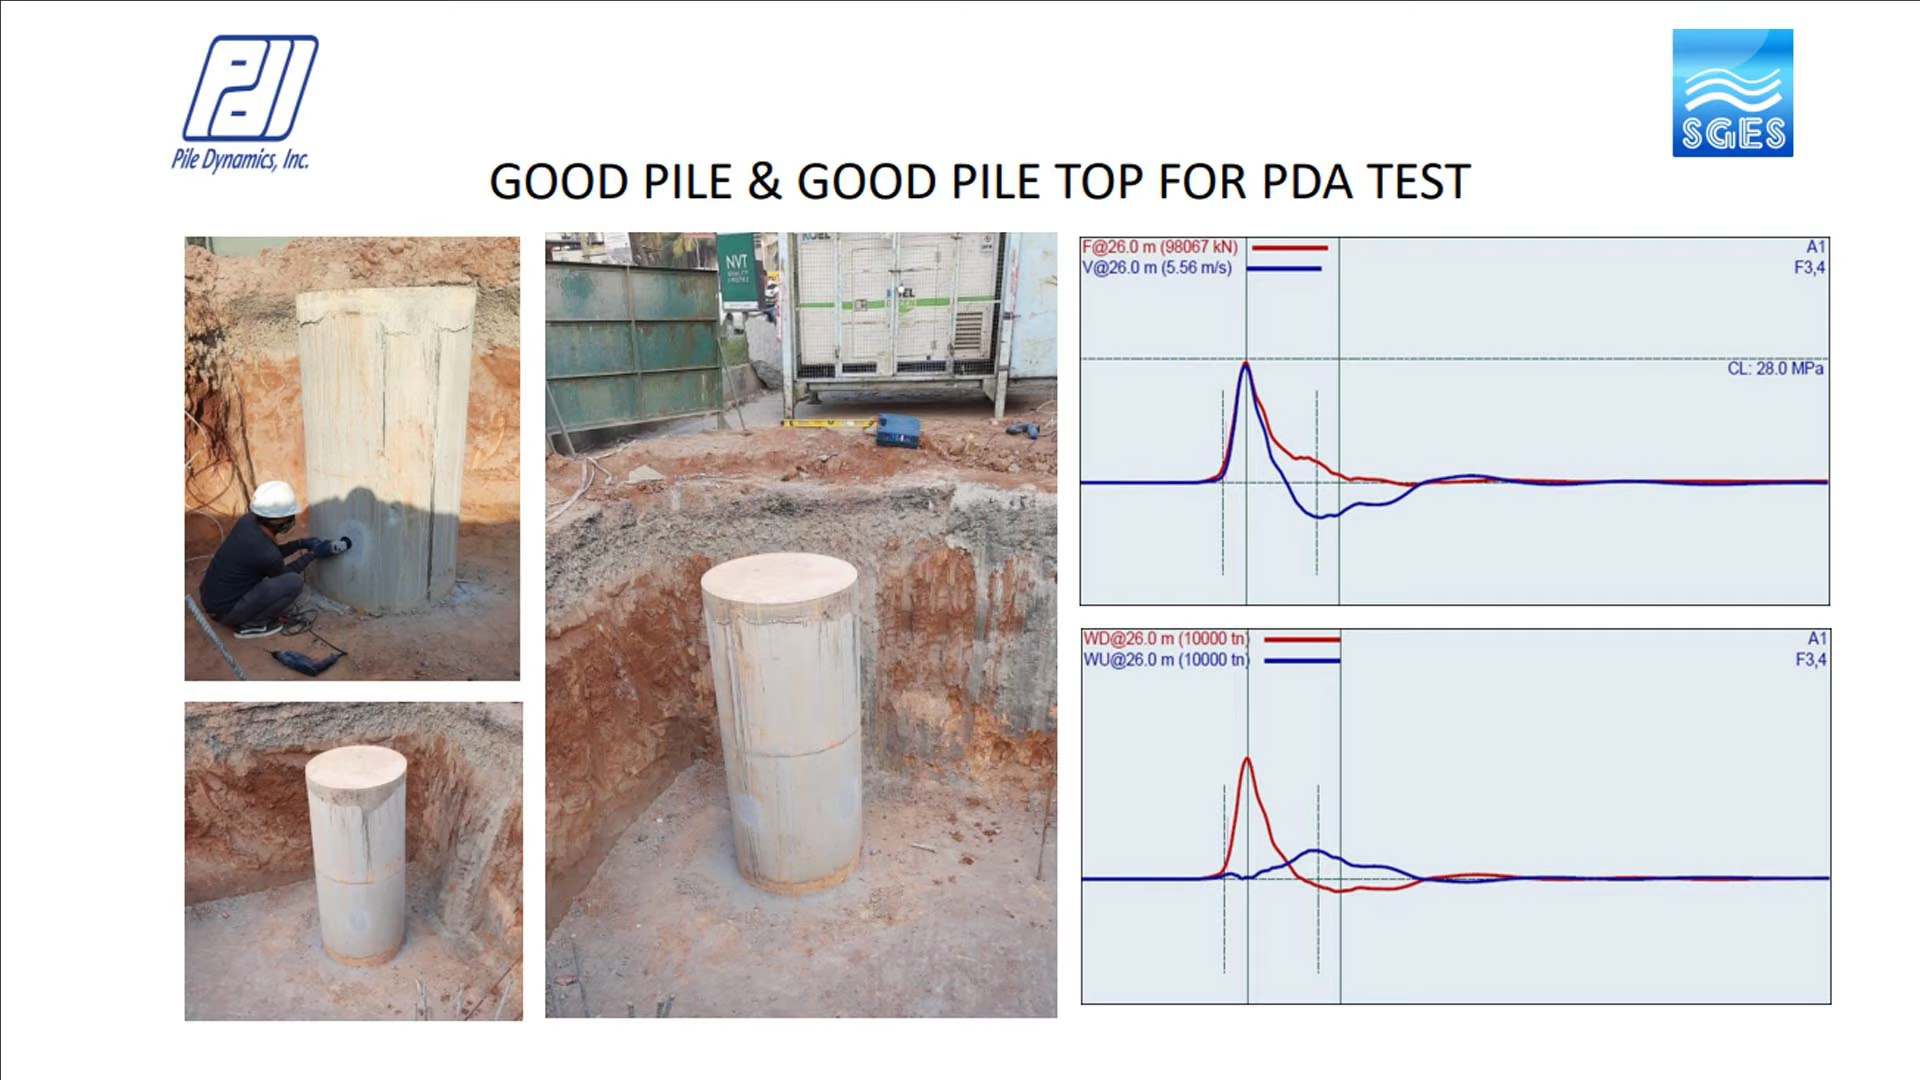 Pile Dynamics, Inc.
SGES
GOOD PILE & GOOD PILE TOP FOR PDA TEST
NVT
F@26.0 m (98067 kN)
V@26.0 m (5.56 m/s)
A1
F3,4
CL: 28.0 MPa
WD@26.0 m (10000 tn)
WU@26.0 m (10000 tn)
A1
F3,4